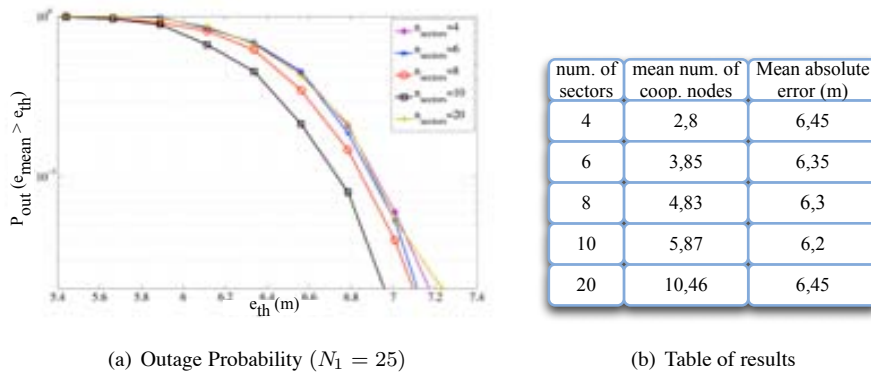 10⁰
10⁻¹
P_out (e_mean > e_th)
n_sectors=4
n_sectors=6
n_sectors=8
n_sectors=10
n_sectors=20
5.4 5.6 5.8 6 6.2 6.4 6.6 6.8 7 7.2 7.4
e_th (m)
(a) Outage Probability (N₁ = 25)
num. of sectors mean num. of coop. nodes Mean absolute error (m)
4 2,8 6,45
6 3,85 6,35
8 4,83 6,3
10 5,87 6,2
20 10,46 6,45
(b) Table of results